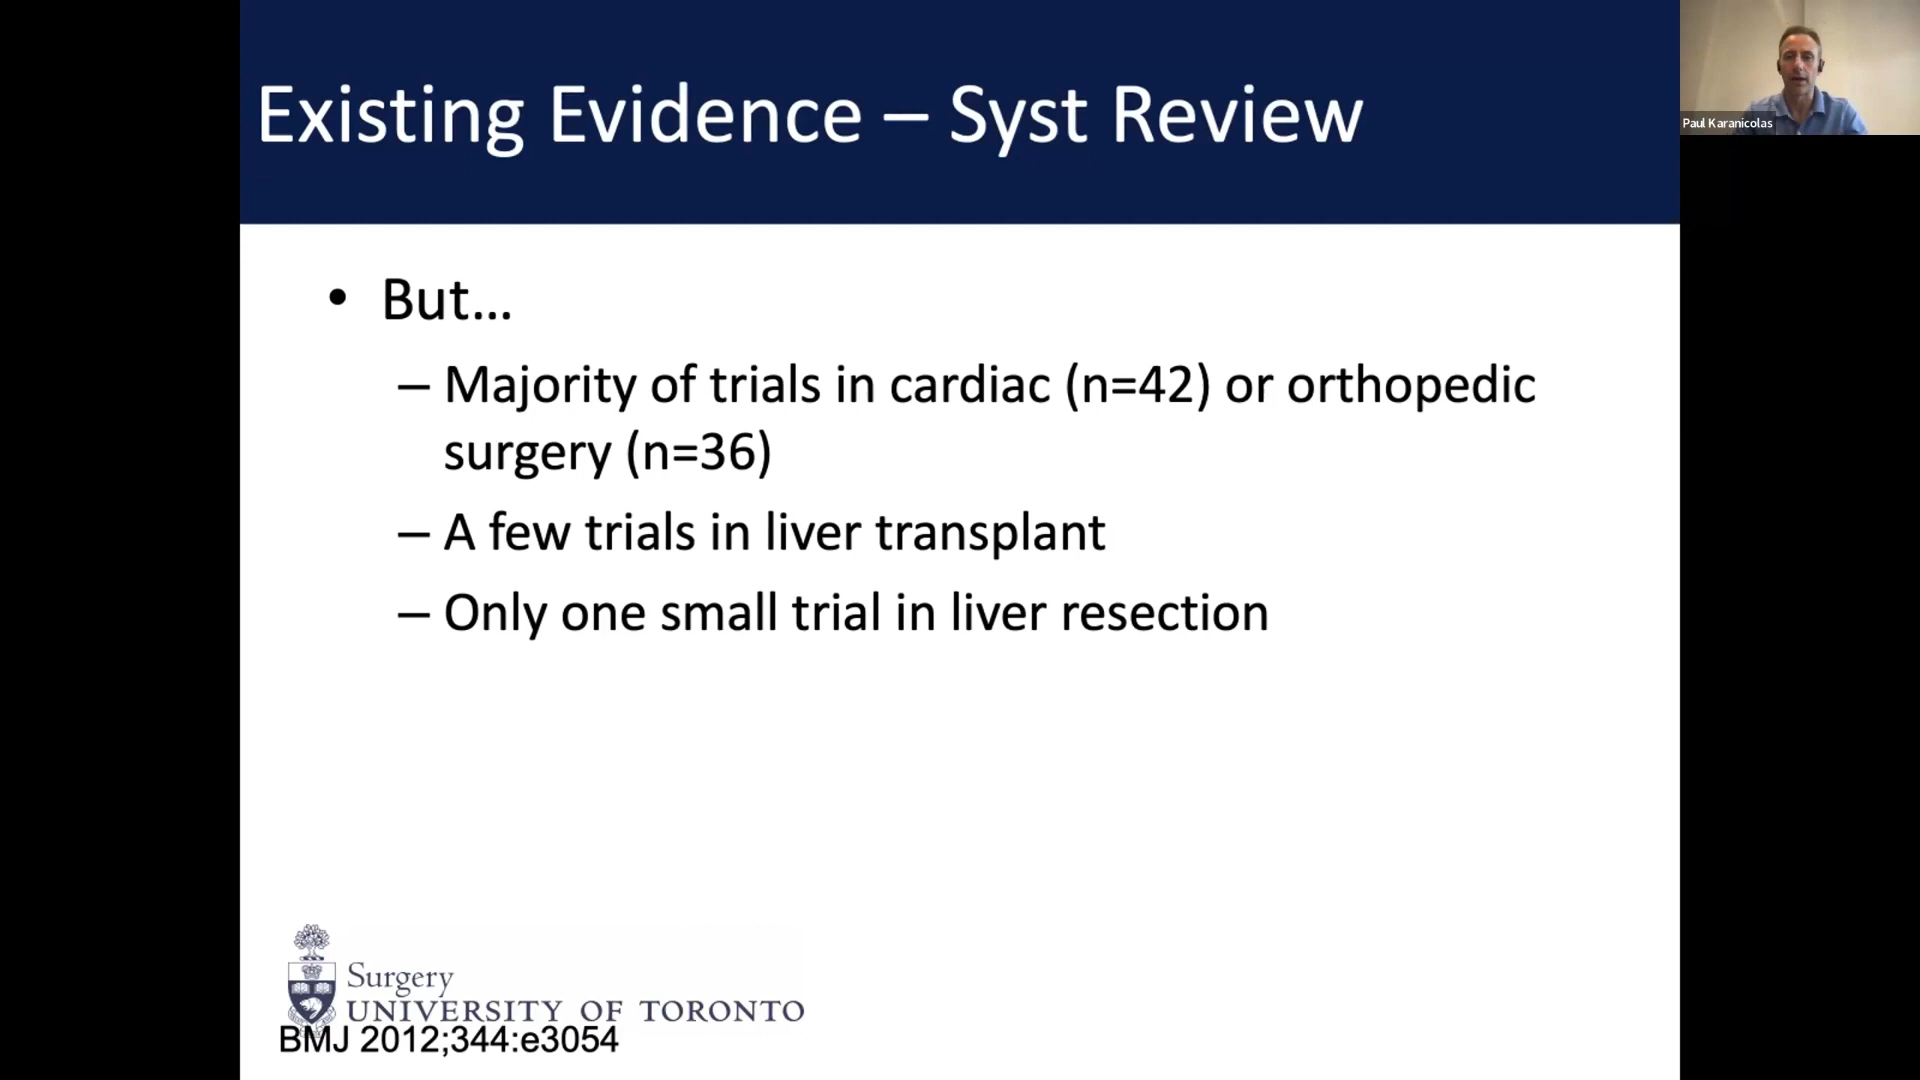 Existing Evidence – Syst Review
Paul Karanicolas
• But...
– Majority of trials in cardiac (n=42) or orthopedic
surgery (n=36)
– A few trials in liver transplant
– Only one small trial in liver resection
Surgery
UNIVERSITY OF TORONTO
BMJ 2012;344:e3054